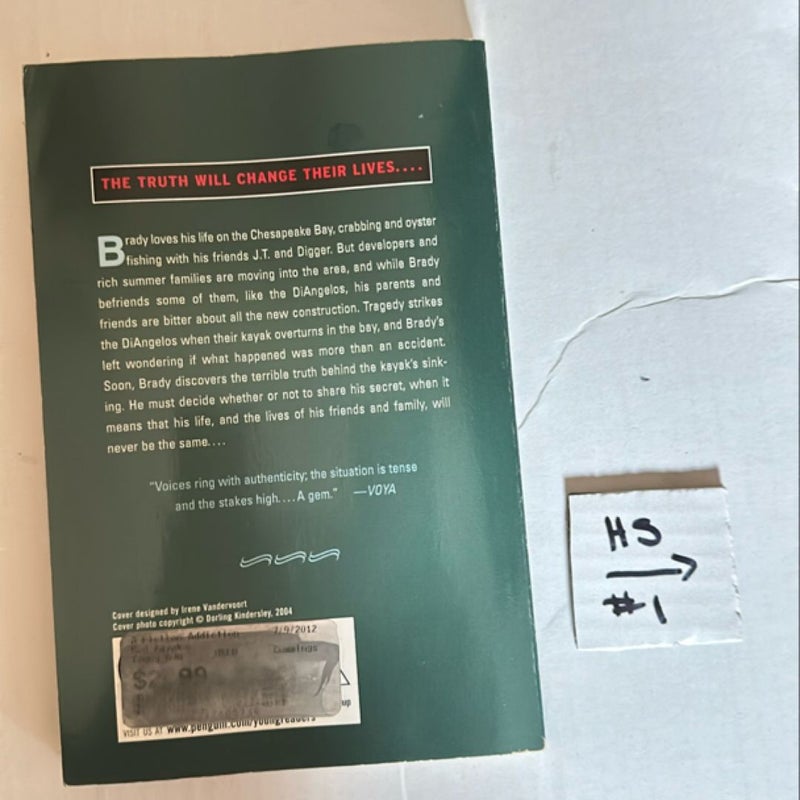 THE TRUTH WILL CHANGE THEIR LIVES....
Brady loves his life on the Chesapeake Bay, crabbing and oyster
fishing with his friends J.T. and Digger. But developers and
rich summer families are moving into the area, and while Brady
befriends some of them, like the DiAngelos, his parents and
friends are bitter about all the new construction. Tragedy strikes
the DiAngelos when their kayak overturns in the bay, and Brady's
left wondering if what happened was more than an accident.
Soon, Brady discovers the terrible truth behind the kayak's sink-
ing. He must decide whether or not to share his secret, when it
means that his life, and the lives of his friends and family, will
never be the same....
"Voices ring with authenticity; the situation is tense
and the stakes high....A gem." —VOYA
Cover designed by Irene Vandervoort
Cover photo copyright © Dorling Kindersley, 2004
A Fiction Addiction 7/9/2012
Cummings
up
VISIT US AT www.penguin.com/youngreaders
HS
→
#1